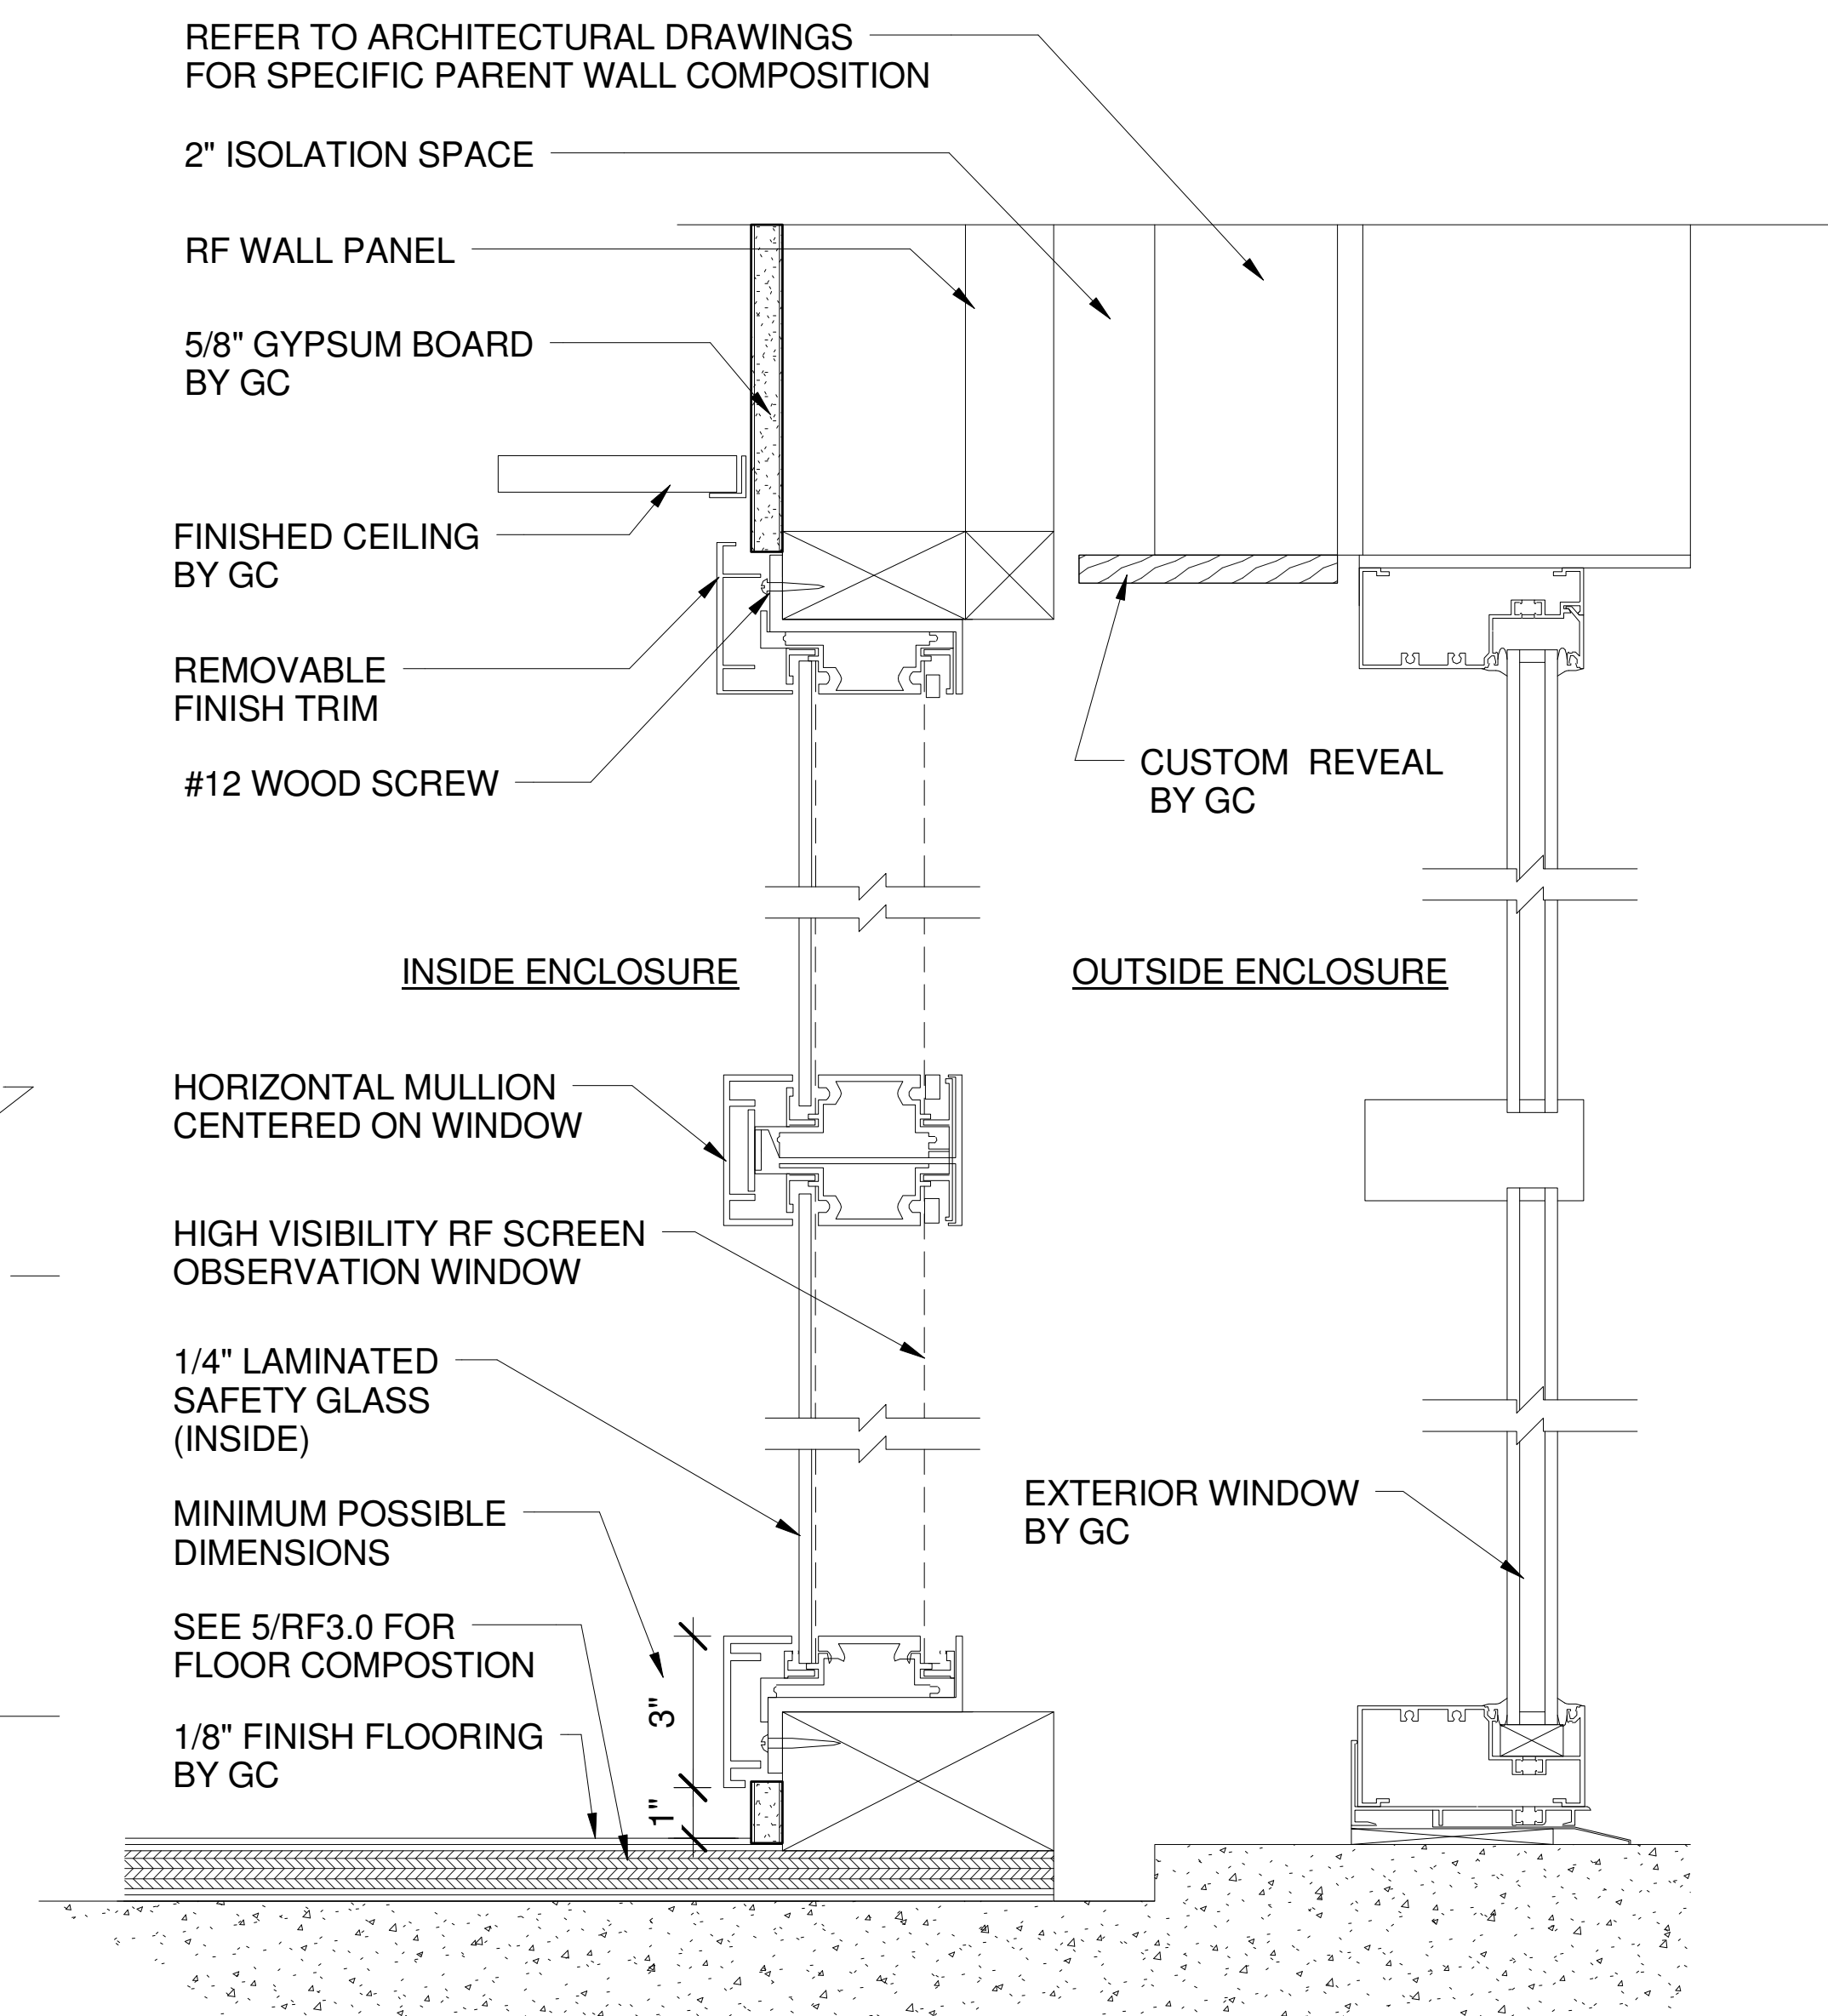 REFER TO ARCHITECTURAL DRAWINGS
FOR SPECIFIC PARENT WALL COMPOSITION
2" ISOLATION SPACE
RF WALL PANEL
5/8" GYPSUM BOARD
BY GC
FINISHED CEILING
BY GC
REMOVABLE
FINISH TRIM
#12 WOOD SCREW
CUSTOM  REVEAL
BY GC
INSIDE ENCLOSURE
OUTSIDE ENCLOSURE
HORIZONTAL MULLION
CENTERED ON WINDOW
HIGH VISIBILITY RF SCREEN
OBSERVATION WINDOW
1/4" LAMINATED
SAFETY GLASS
(INSIDE)
EXTERIOR WINDOW
BY GC
MINIMUM POSSIBLE
DIMENSIONS
SEE 5/RF3.0 FOR
FLOOR COMPOSTION
3"
1/8" FINISH FLOORING
BY GC
1"